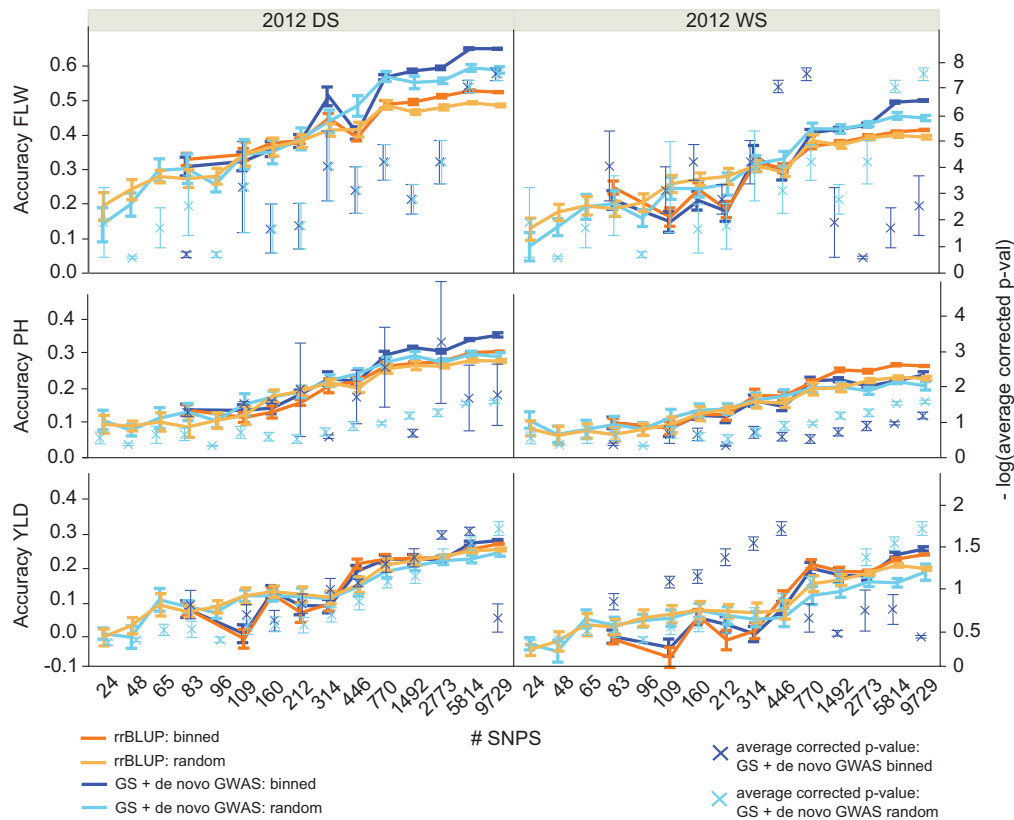 2012 DS
2012 WS
Accuracy FLW
0.6
0.5
0.4
0.3
0.2
0.1
0.0
8
7
6
5
4
3
2
1
0
Accuracy PH
0.4
0.3
0.2
0.1
0.0
4
3
2
1
0
- log(average corrected p-val)
Accuracy YLD
0.4
0.3
0.2
0.1
0.0
-0.1
2
1.5
1
0.5
0
24 48 65 83 96 109 160 212 314 446 770 1492 2773 5814 9729
24 48 65 83 96 109 160 212 314 446 770 1492 2773 5814 9729
# SNPS
rrBLUP: binned
rrBLUP: random
GS + de novo GWAS: binned
GS + de novo GWAS: random
average corrected p-value:
GS + de novo GWAS binned
average corrected p-value:
GS + de novo GWAS random